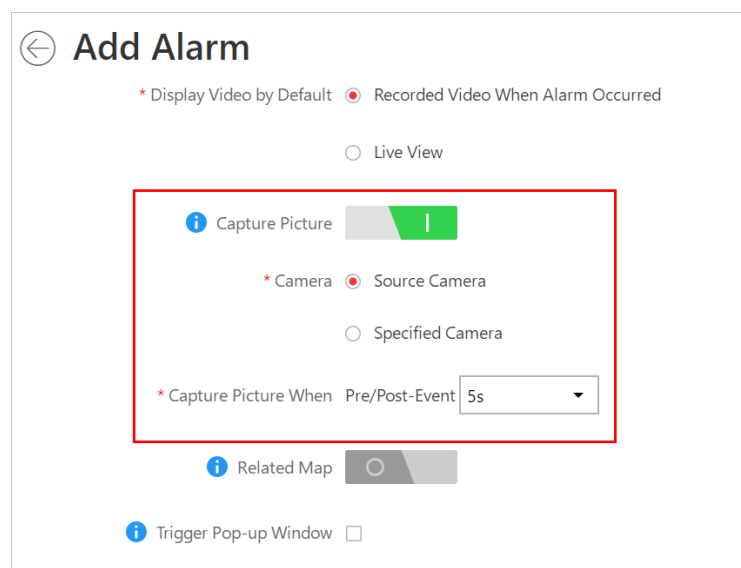 Add Alarm
* Display Video by Default Recorded Video When Alarm Occurred
Live View
Capture Picture
* Camera Source Camera
Specified Camera
* Capture Picture When Pre/Post-Event 5s
Related Map
Trigger Pop-up Window